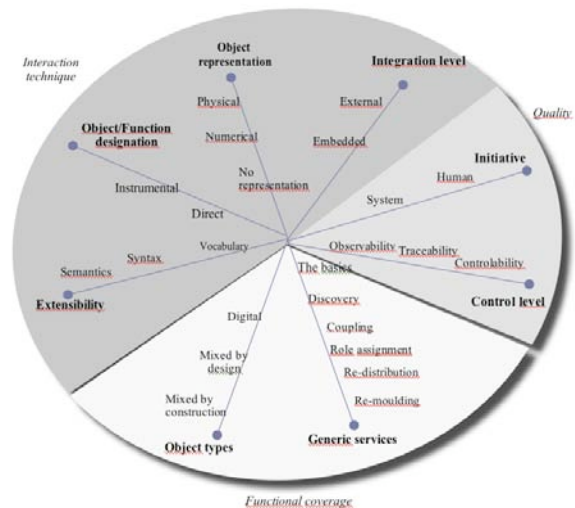 Object
representation
Interaction
technique
Integration level
Physical
External
Quality
Object/Function
designation
Numerical
Embedded
Initiative
Human
No
representation
Instrumental
System
Direct
Vocabulary
Observability
Traceability
Syntax
Controlability
Semantics
The basics
Extensibility
Control level
Discovery
Digital
Coupling
Mixed by
design
Role assignment
Re-distribution
Mixed by
construction
Re-moulding
Object types
Generic services
Functional coverage